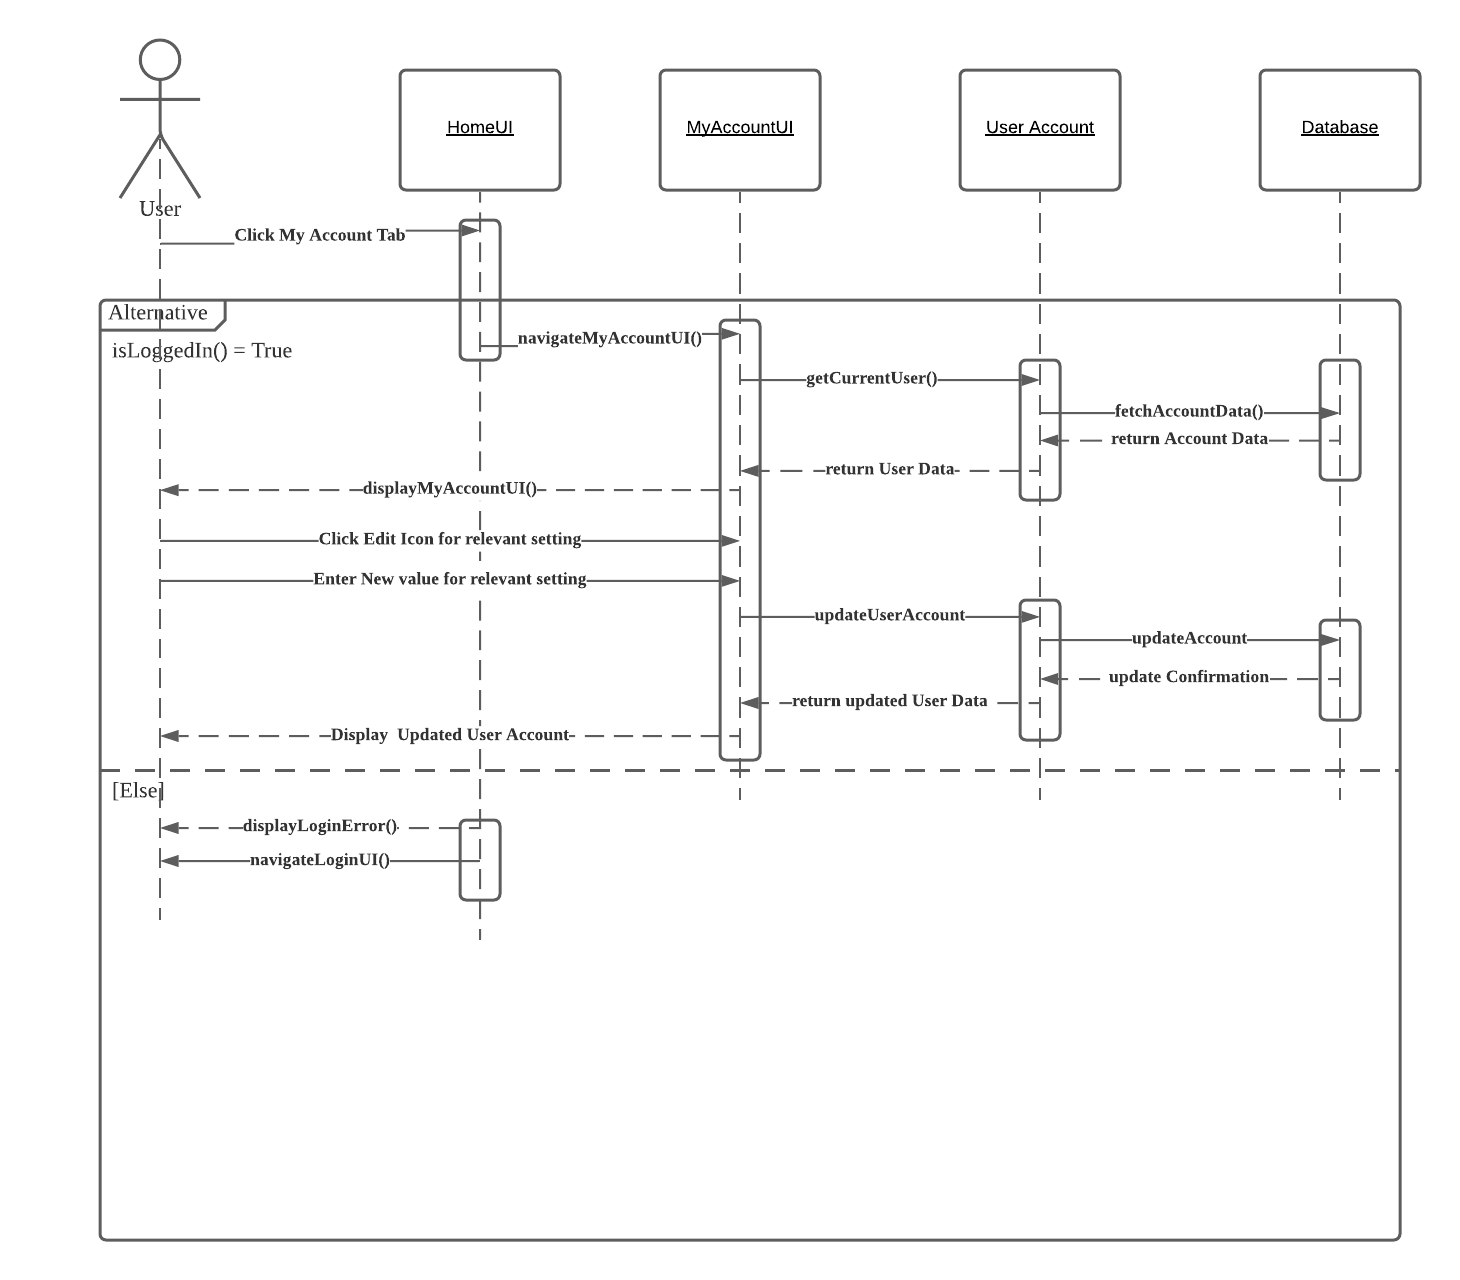 HomeUI
MyAccountUI
User Account
Database
User
Click My Account Tab
Alternative
isLoggedIn() = True
navigateMyAccountUI()
getCurrentUser()
fetchAccountData()
return Account Data
return User Data
displayMyAccountUI()
Click Edit Icon for relevant setting
Enter New value for relevant setting
updateUserAccount
updateAccount
update Confirmation
return updated User Data
Display  Updated User Account
[Else]
displayLoginError()
navigateLoginUI()